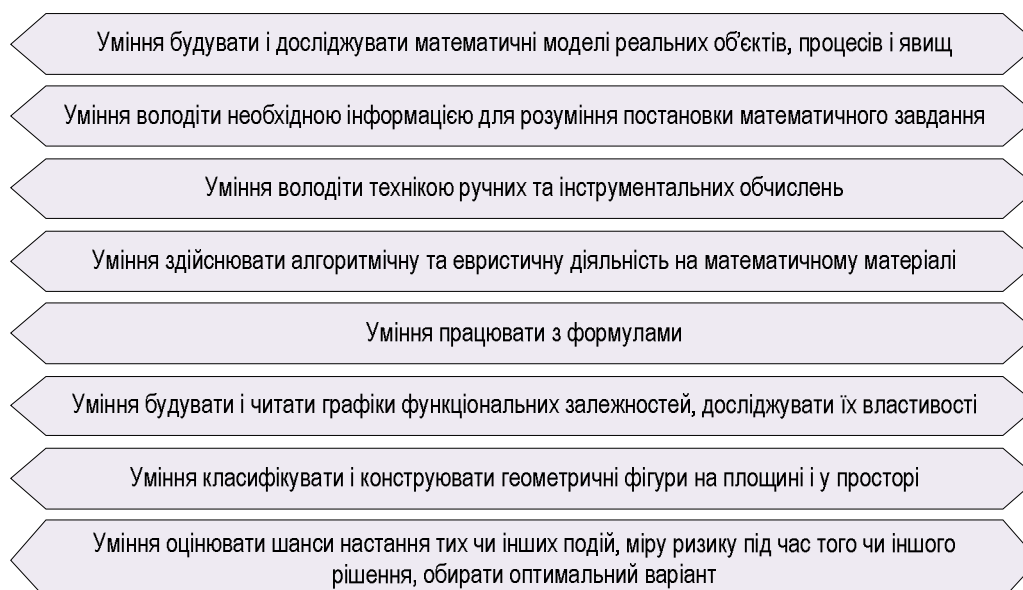 Уміння будувати і досліджувати математичні моделі реальних об'єктів, процесів і явищ
Уміння володіти необхідною інформацією для розуміння постановки математичного завдання
Уміння володіти технікою ручних та інструментальних обчислень
Уміння здійснювати алгоритмічну та евристичну діяльність на математичному матеріалі
Уміння працювати з формулами
Уміння будувати і читати графіки функціональних залежностей, досліджувати їх властивості
Уміння класифікувати і конструювати геометричні фігури на площині і у просторі
Уміння оцінювати шанси настання тих чи інших подій, міру ризику під час того чи іншого
рішення, обирати оптимальний варіант